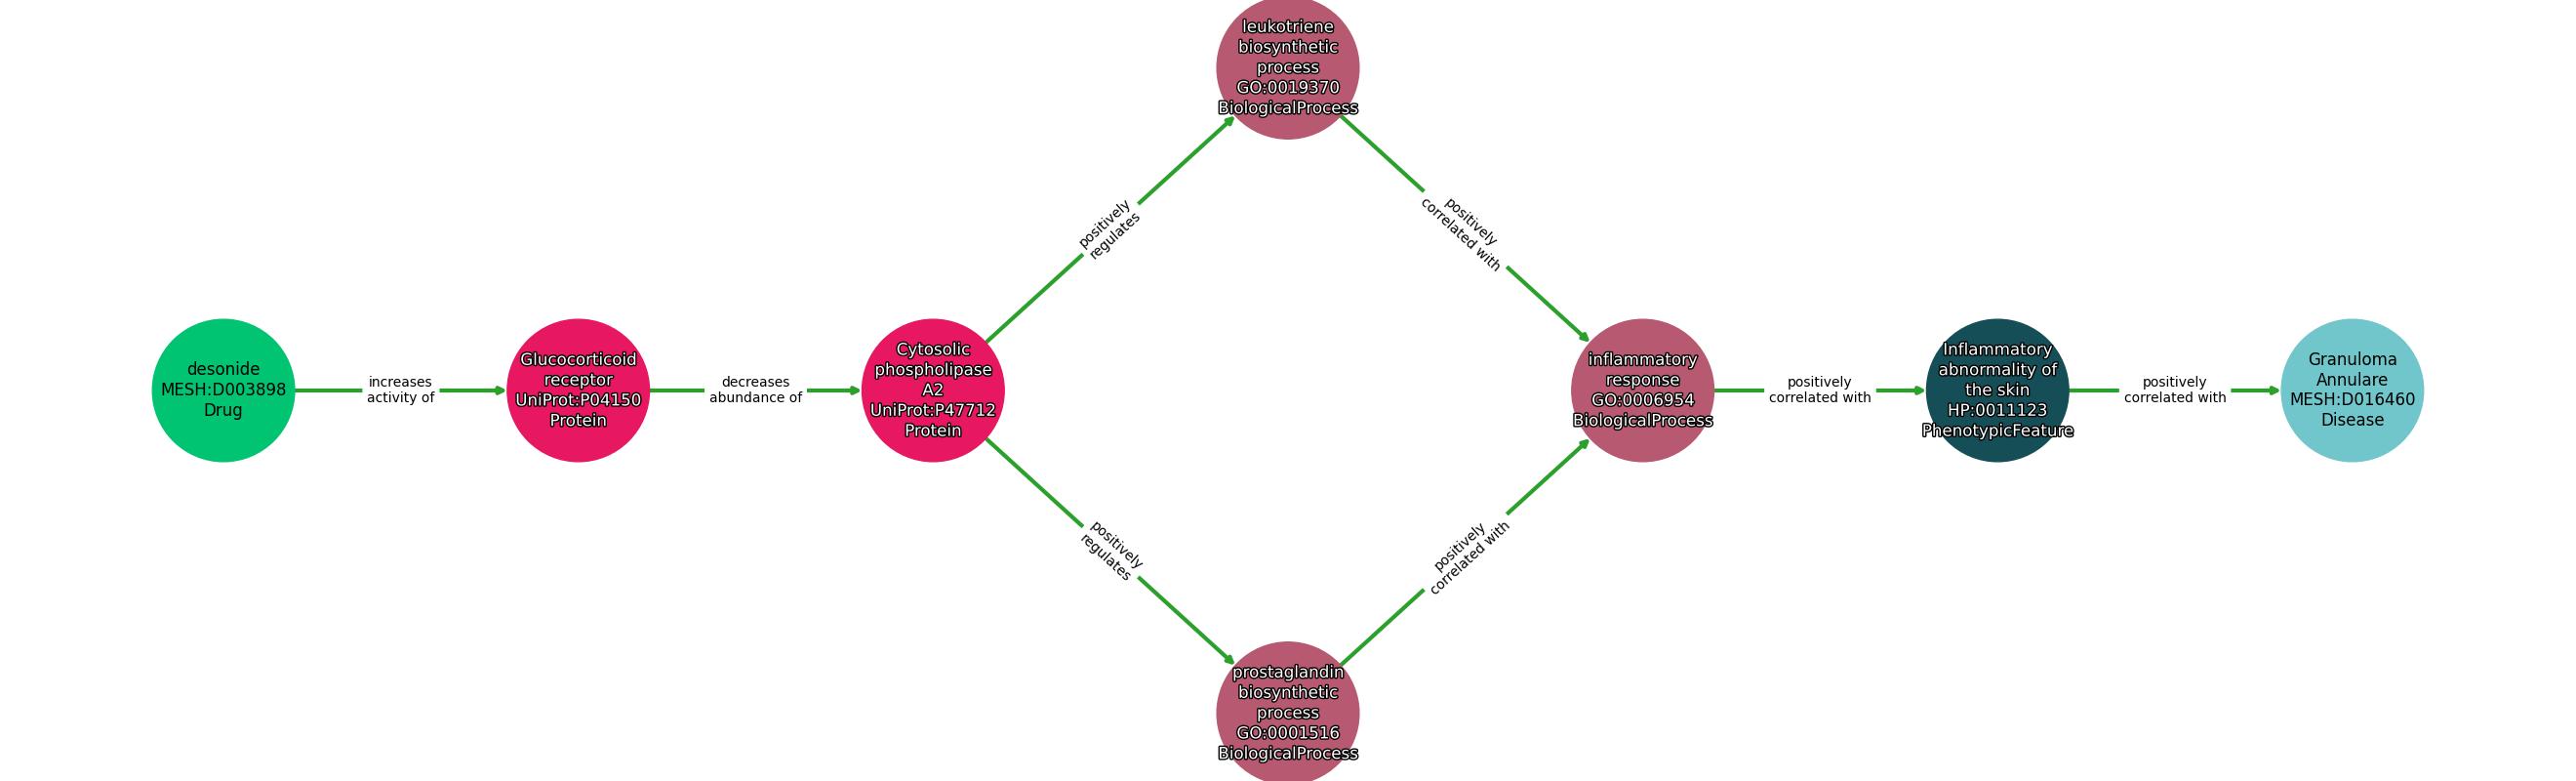 leukotriene
biosynthetic
process
GO:0019370
BiologicalProcess
positively
regulates
positively
correlated with
desonide
MESH:D003898
Drug
increases
activity of
Glucocorticoid
receptor
UniProt:P04150
Protein
decreases
abundance of
Cytosolic
phospholipase
A2
UniProt:P47712
Protein
inflammatory
response
GO:0006954
BiologicalProcess
positively
correlated with
Inflammatory
abnormality of
the skin
HP:0011123
PhenotypicFeature
positively
correlated with
Granuloma
Annulare
MESH:D016460
Disease
positively
regulates
positively
correlated with
prostaglandin
biosynthetic
process
GO:0001516
BiologicalProcess